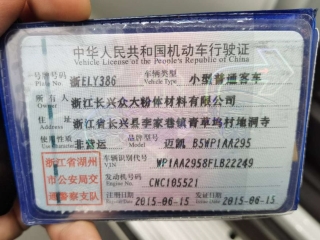 中华人民共和国机动车行驶证
Vehicle License of the People's Republic of China
号牌号码 浙ELY386 车辆类型 小型普通客车
Plate No. Vehicle Type
所有人 浙江长兴众大粉体材料有限公司
Owner
住址 浙江省长兴县李家巷镇青草坞村地涧寺
Address
使用性质 非营运 品牌型号 迈凯 BSWP1AA295
Use Character Model
浙江省湖州市公安局交通警察支队
车辆识别代号 WP1AA2958FLB22249
VIN
发动机号码 CNC105521
Engine No.
注册日期 2015-06-15 发证日期 2015-06-15